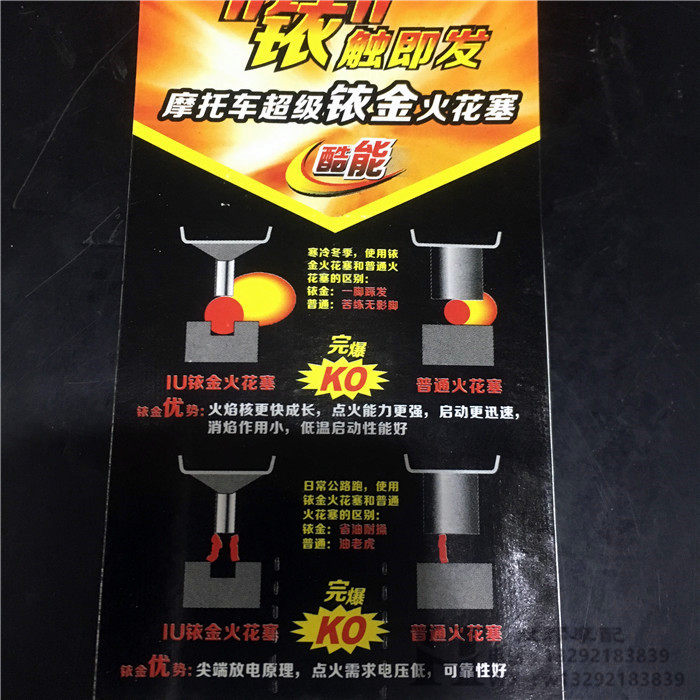 "铱"触即发
摩托车超级铱金火花塞
酷能
寒冷冬季，使用铱
金火花塞和普通火
花塞的区别：
铱金：一脚踩发
普通：苦练无影脚
完爆
KO
IU铱金火花塞
普通火花塞
铱金优势：火焰核更快成长，点火能力更强，启动更迅速，
消焰作用小，低温启动性能好
日常公路跑，使用
铱金火花塞和普通
火花塞的区别：
铱金：省油耐操
普通：油老虎
完爆
KO
IU铱金火花塞
普通火花塞
铱金优势：尖端放电原理，点火需求电压低，可靠性好
13292183839
13292183839